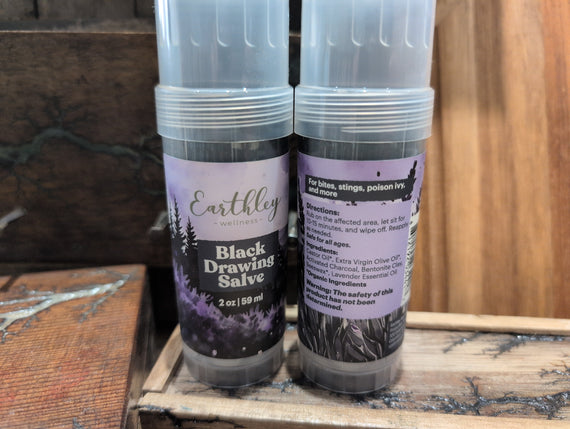 Earthley
- wellness -
Black
Drawing
Salve
2 oz | 59 ml
For bites, stings, poison ivy,
and more
Directions:
Rub on the affected area, let sit for
10-15 minutes, and wipe off. Reapply
as needed.
Safe for all ages.
Ingredients:
Castor Oil*, Extra Virgin Olive Oil*,
Activated Charcoal, Bentonite Clay,
Beeswax*, Lavender Essential Oil
*Organic Ingredients
Warning: The safety of this
product has not been
determined.